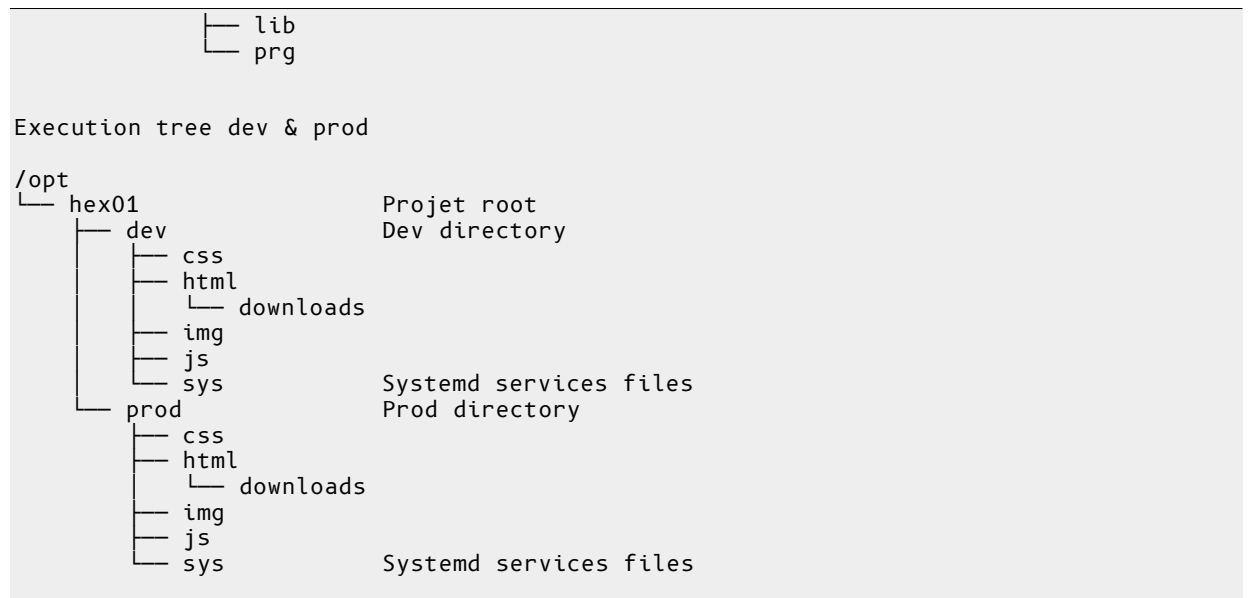 ├── lib
└── prg
Execution tree dev & prod
/opt
└── hex01 Projet root
├── dev Dev directory
│ ├── css
│ ├── html
│ │ └── downloads
│ ├── img
│ ├── js
│ └── sys Systemd services files
└── prod Prod directory
├── css
├── html
│ └── downloads
├── img
├── js
└── sys Systemd services files